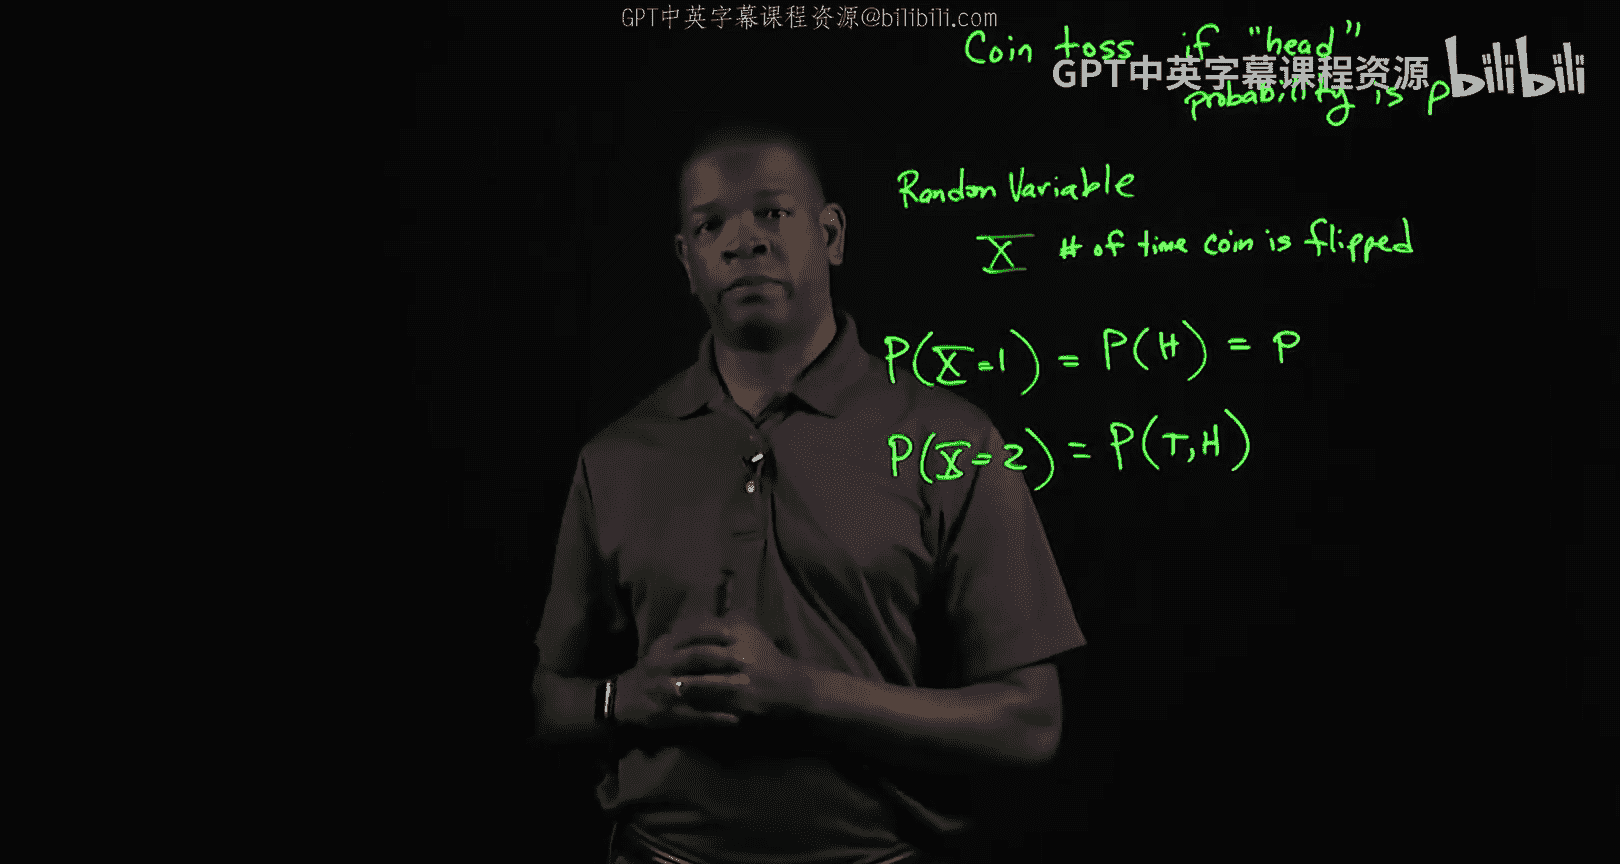 GPT中英字幕课程资源@bilibili.com
Coin toss if "head"
GPT中英字幕课程资源 bilibili
probability is p
Random Variable
X # of time coin is flipped
P(X=1) = P(H) = P
P(X=2) = P(T,H)